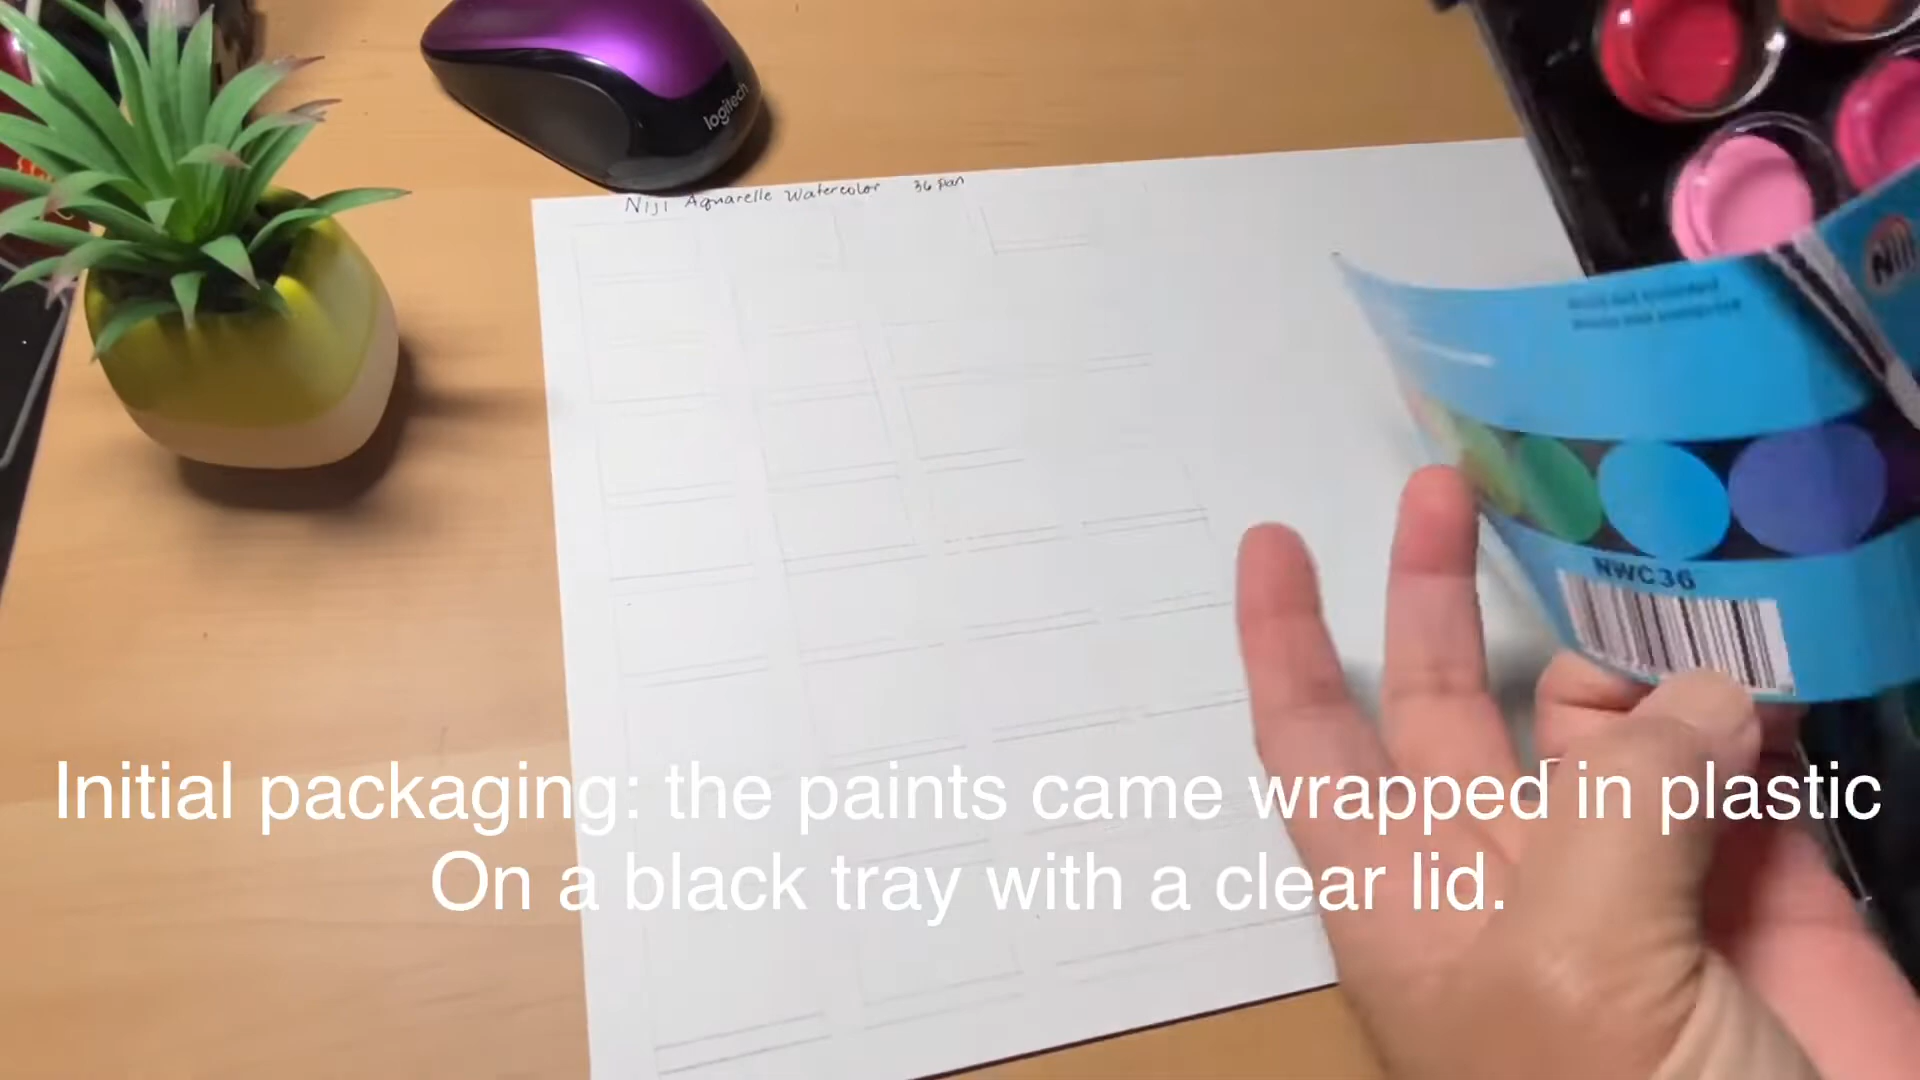 logitech
Niji Aquarelle Watercolor 36 pan
Niji
NWC36
Initial packaging: the paints came wrapped in plastic
On a black tray with a clear lid.